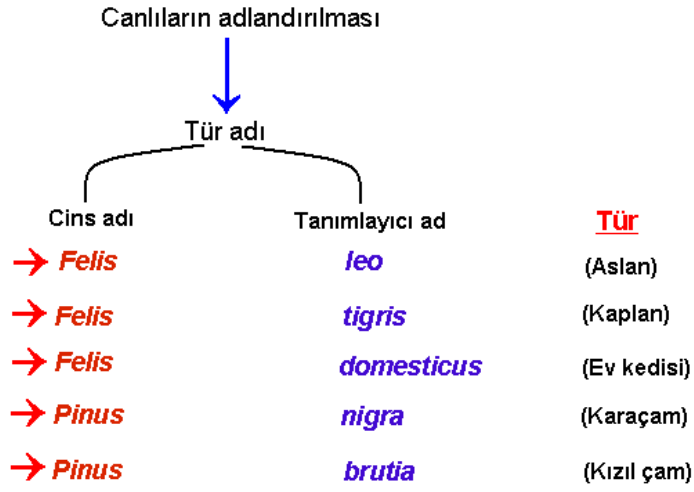 Canlıların adlandırılması
Tür adı
Cins adı Tanımlayıcı ad Tür
Felis leo (Aslan)
Felis tigris (Kaplan)
Felis domesticus (Ev kedisi)
Pinus nigra (Karaçam)
Pinus brutia (Kızıl çam)